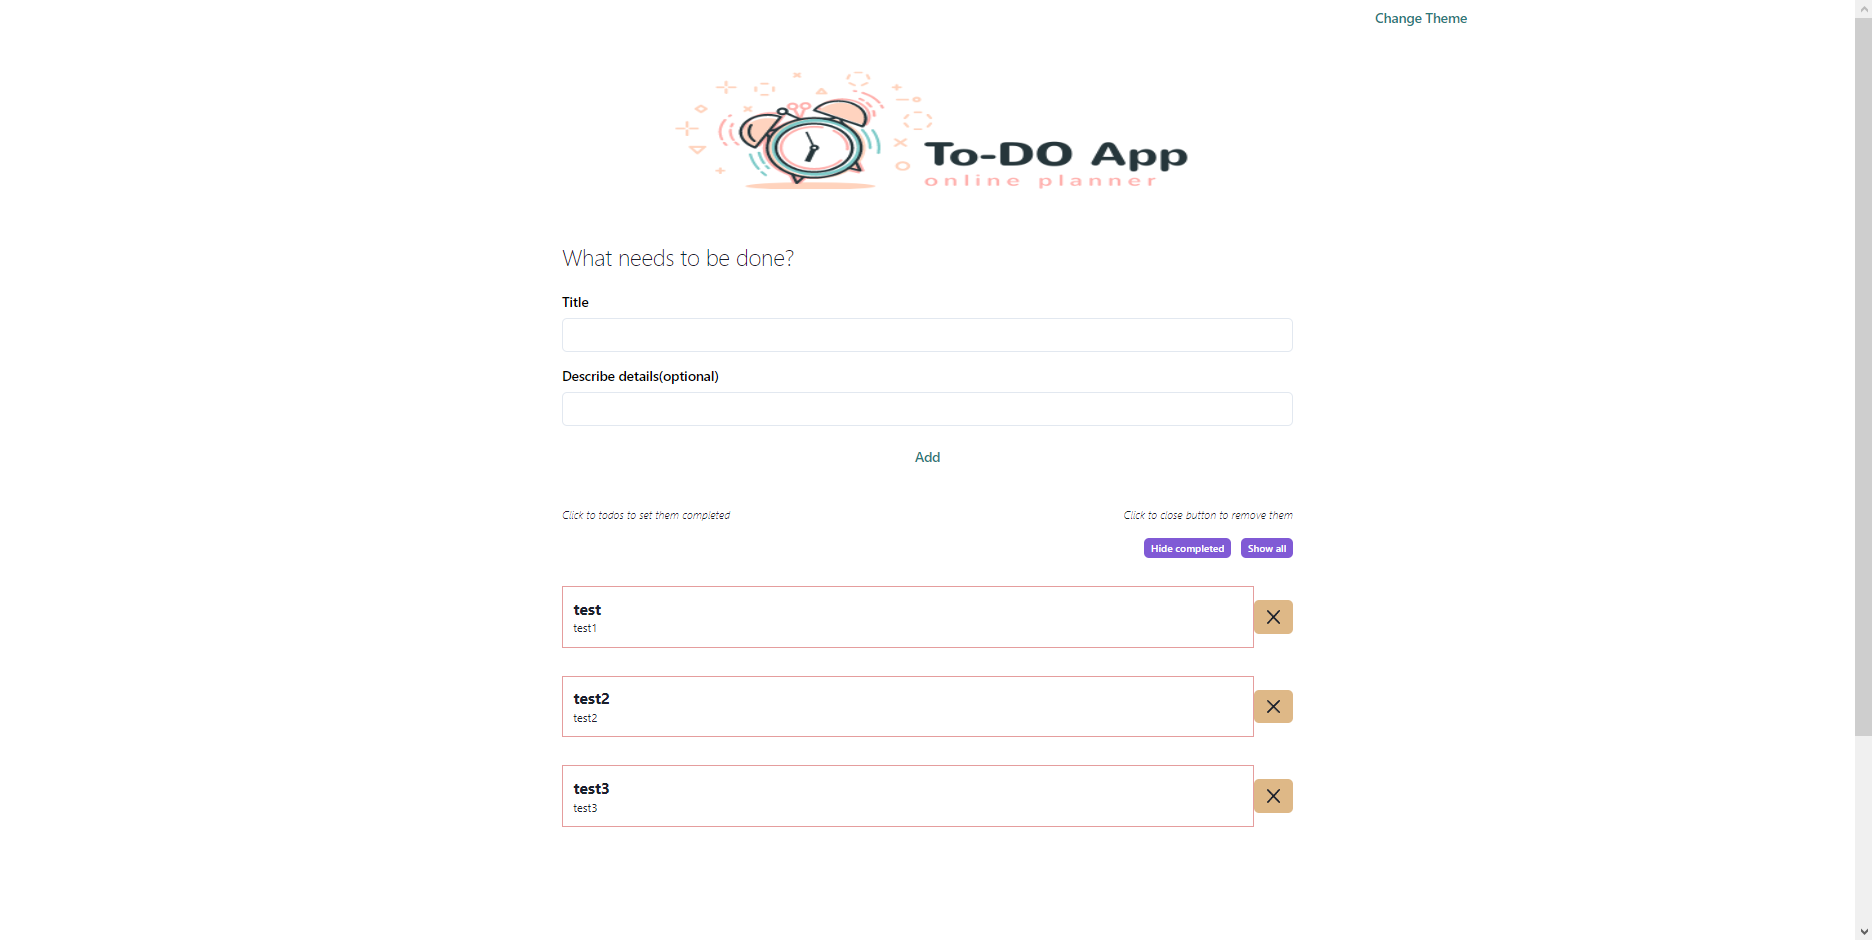 Change Theme
To-DO App
online planner
What needs to be done?
Title
Describe details(optional)
Add
Click to todos to set them completed
Click to close button to remove them
Hide completed
Show all
test
test1
test2
test2
test3
test3